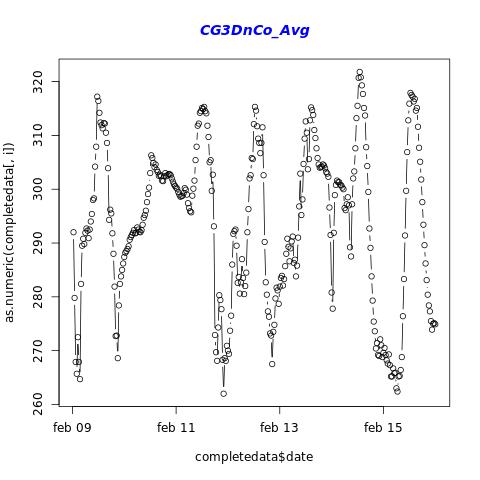 CG3DnCo_Avg
as.numeric(completedata[, i])
320
310
300
290
280
270
260
feb 09
feb 11
feb 13
feb 15
completedata$date